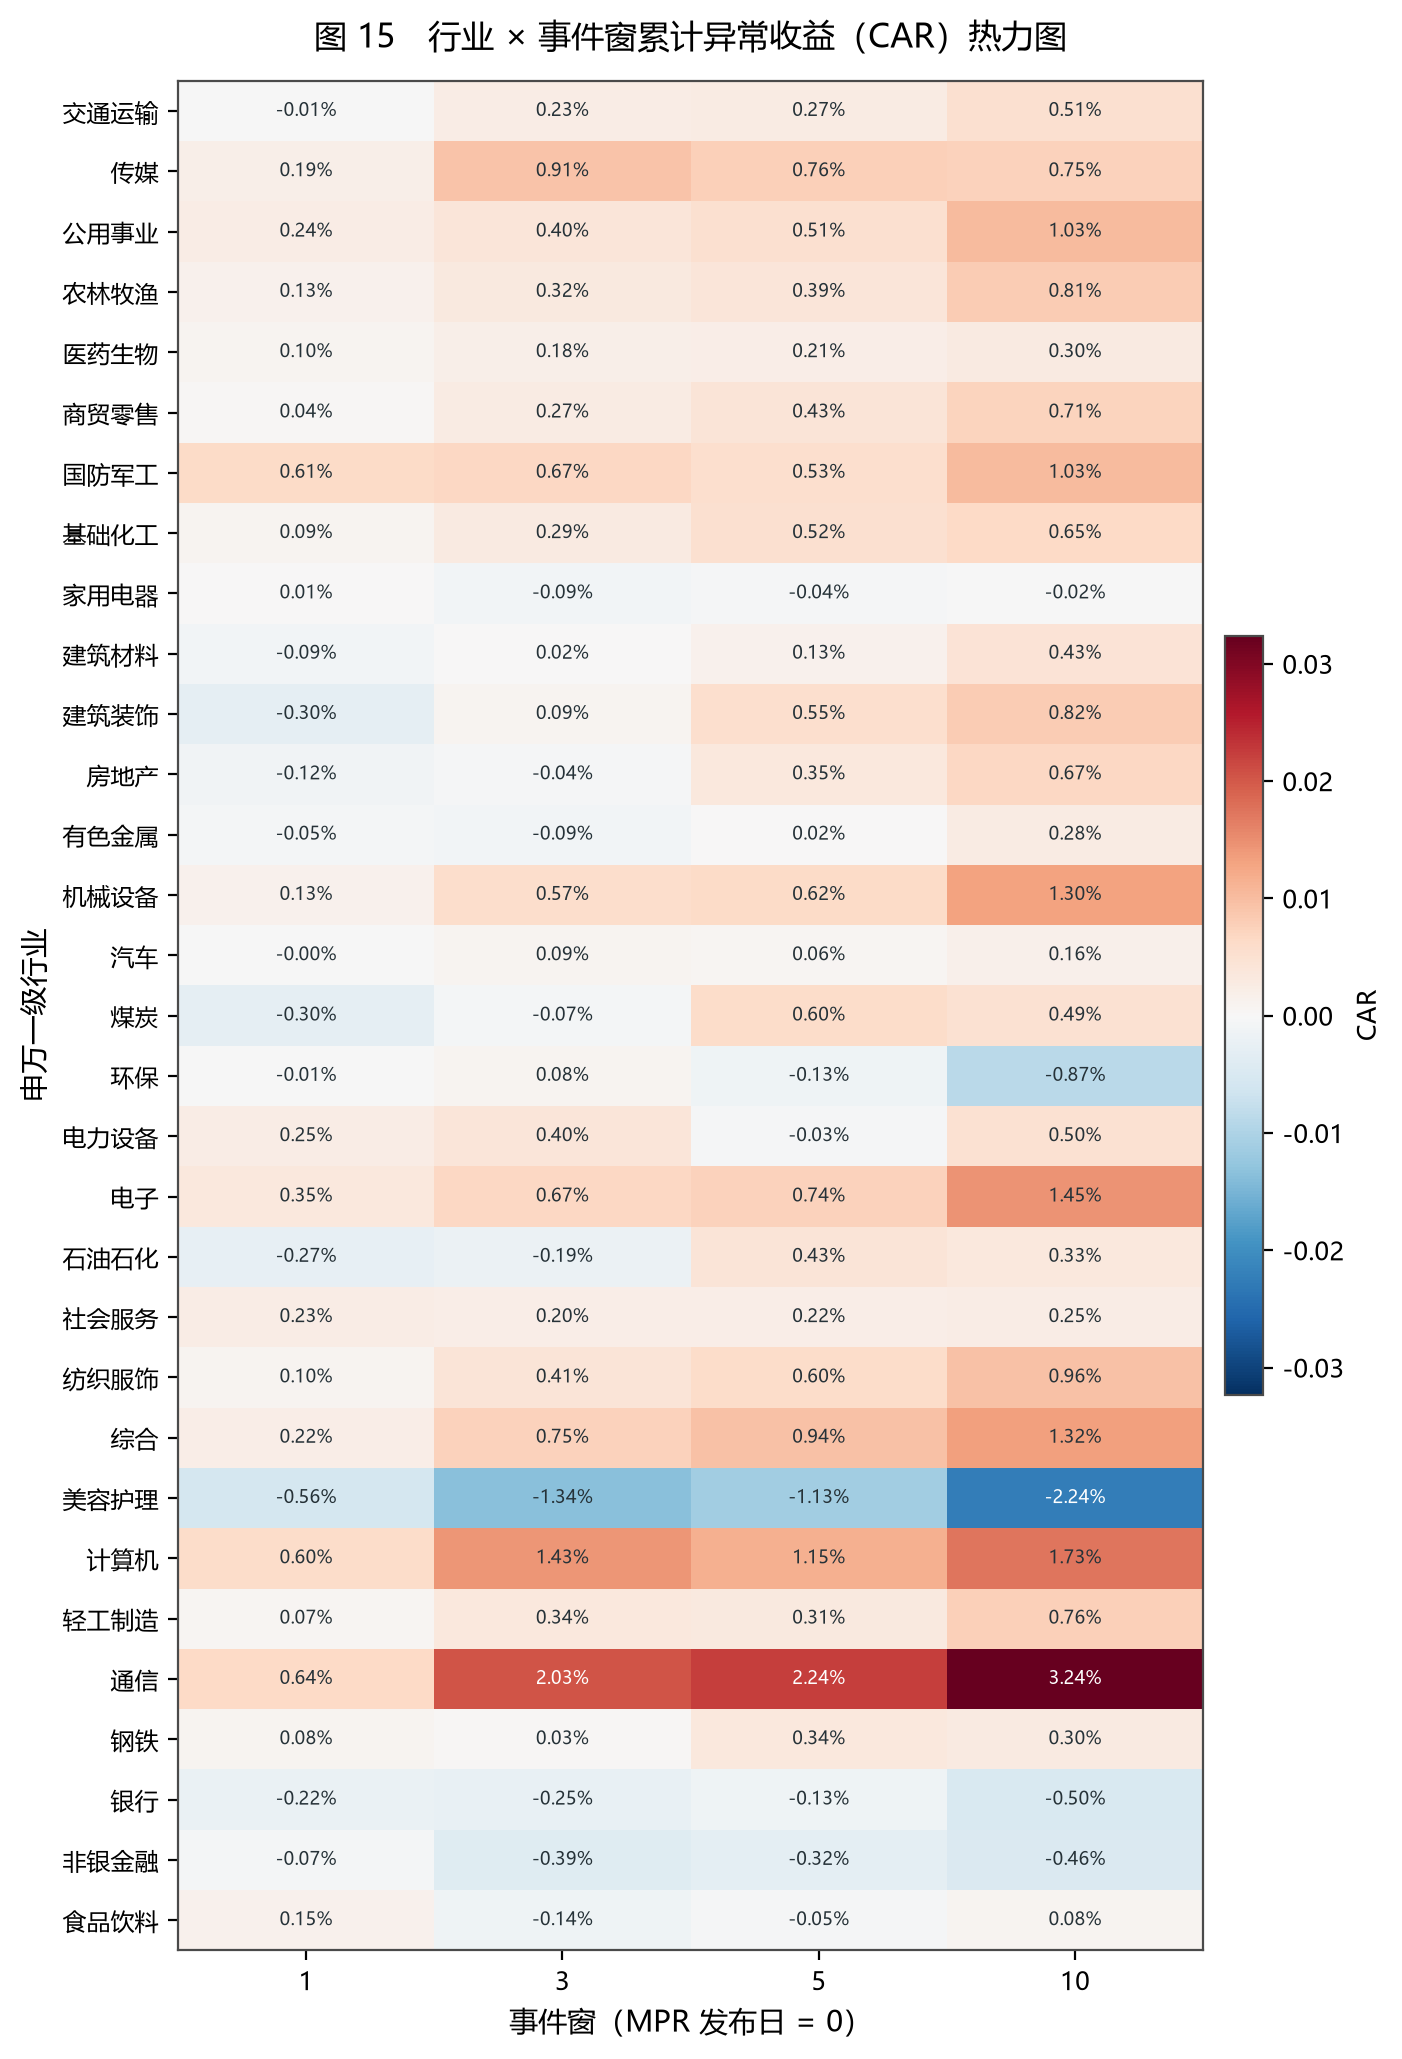 图 15　行业 × 事件窗累计异常收益（CAR）热力图
交通运输 -0.01% 0.23% 0.27% 0.51%
传媒 0.19% 0.91% 0.76% 0.75%
公用事业 0.24% 0.40% 0.51% 1.03%
农林牧渔 0.13% 0.32% 0.39% 0.81%
医药生物 0.10% 0.18% 0.21% 0.30%
商贸零售 0.04% 0.27% 0.43% 0.71%
国防军工 0.61% 0.67% 0.53% 1.03%
基础化工 0.09% 0.29% 0.52% 0.65%
家用电器 0.01% -0.09% -0.04% -0.02%
建筑材料 -0.09% 0.02% 0.13% 0.43%
建筑装饰 -0.30% 0.09% 0.55% 0.82%
房地产 -0.12% -0.04% 0.35% 0.67%
有色金属 -0.05% -0.09% 0.02% 0.28%
机械设备 0.13% 0.57% 0.62% 1.30%
汽车 -0.00% 0.09% 0.06% 0.16%
煤炭 -0.30% -0.07% 0.60% 0.49%
环保 -0.01% 0.08% -0.13% -0.87%
电力设备 0.25% 0.40% -0.03% 0.50%
电子 0.35% 0.67% 0.74% 1.45%
石油石化 -0.27% -0.19% 0.43% 0.33%
社会服务 0.23% 0.20% 0.22% 0.25%
纺织服饰 0.10% 0.41% 0.60% 0.96%
综合 0.22% 0.75% 0.94% 1.32%
美容护理 -0.56% -1.34% -1.13% -2.24%
计算机 0.60% 1.43% 1.15% 1.73%
轻工制造 0.07% 0.34% 0.31% 0.76%
通信 0.64% 2.03% 2.24% 3.24%
钢铁 0.08% 0.03% 0.34% 0.30%
银行 -0.22% -0.25% -0.13% -0.50%
非银金融 -0.07% -0.39% -0.32% -0.46%
食品饮料 0.15% -0.14% -0.05% 0.08%
1 3 5 10
事件窗（MPR 发布日 = 0）
申万一级行业
0.03
0.02
0.01
0.00
-0.01
-0.02
-0.03
CAR